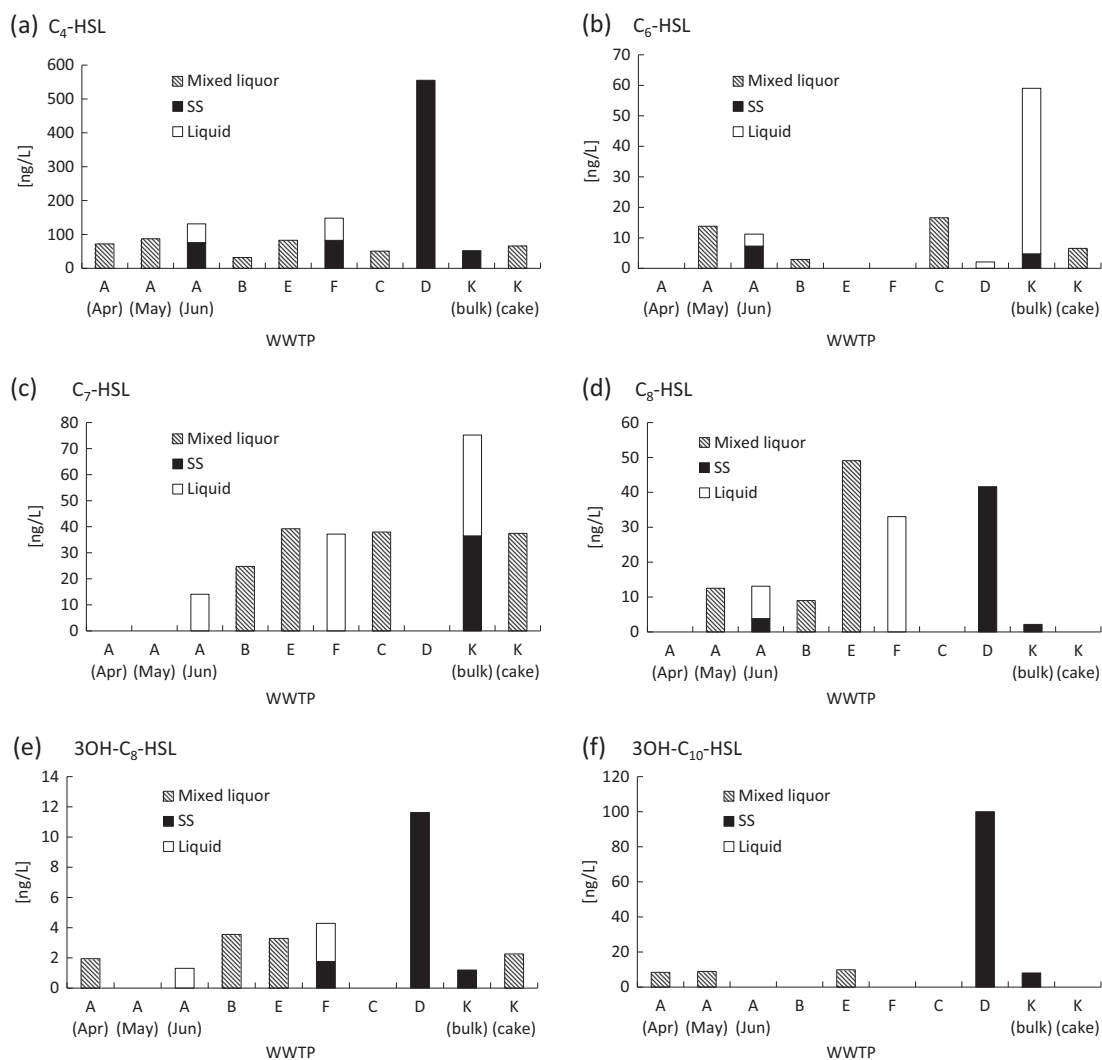 (a) C₄-HSL
600
500
400
300
200
100
0
[ng/L]
Mixed liquor
SS
Liquid
A A A B E F C D K K
(Apr) (May) (Jun) (bulk) (cake)
WWTP
(b) C₆-HSL
70
60
50
40
30
20
10
0
[ng/L]
Mixed liquor
SS
Liquid
A A A B E F C D K K
(Apr) (May) (Jun) (bulk) (cake)
WWTP
(c) C₇-HSL
80
70
60
50
40
30
20
10
0
[ng/L]
Mixed liquor
SS
Liquid
A A A B E F C D K K
(Apr) (May) (Jun) (bulk) (cake)
WWTP
(d) C₈-HSL
60
50
40
30
20
10
0
[ng/L]
Mixed liquor
SS
Liquid
A A A B E F C D K K
(Apr) (May) (Jun) (bulk) (cake)
WWTP
(e) 3OH-C₈-HSL
14
12
10
8
6
4
2
0
[ng/L]
Mixed liquor
SS
Liquid
A A A B E F C D K K
(Apr) (May) (Jun) (bulk) (cake)
WWTP
(f) 3OH-C₁₀-HSL
120
100
80
60
40
20
0
[ng/L]
Mixed liquor
SS
Liquid
A A A B E F C D K K
(Apr) (May) (Jun) (bulk) (cake)
WWTP